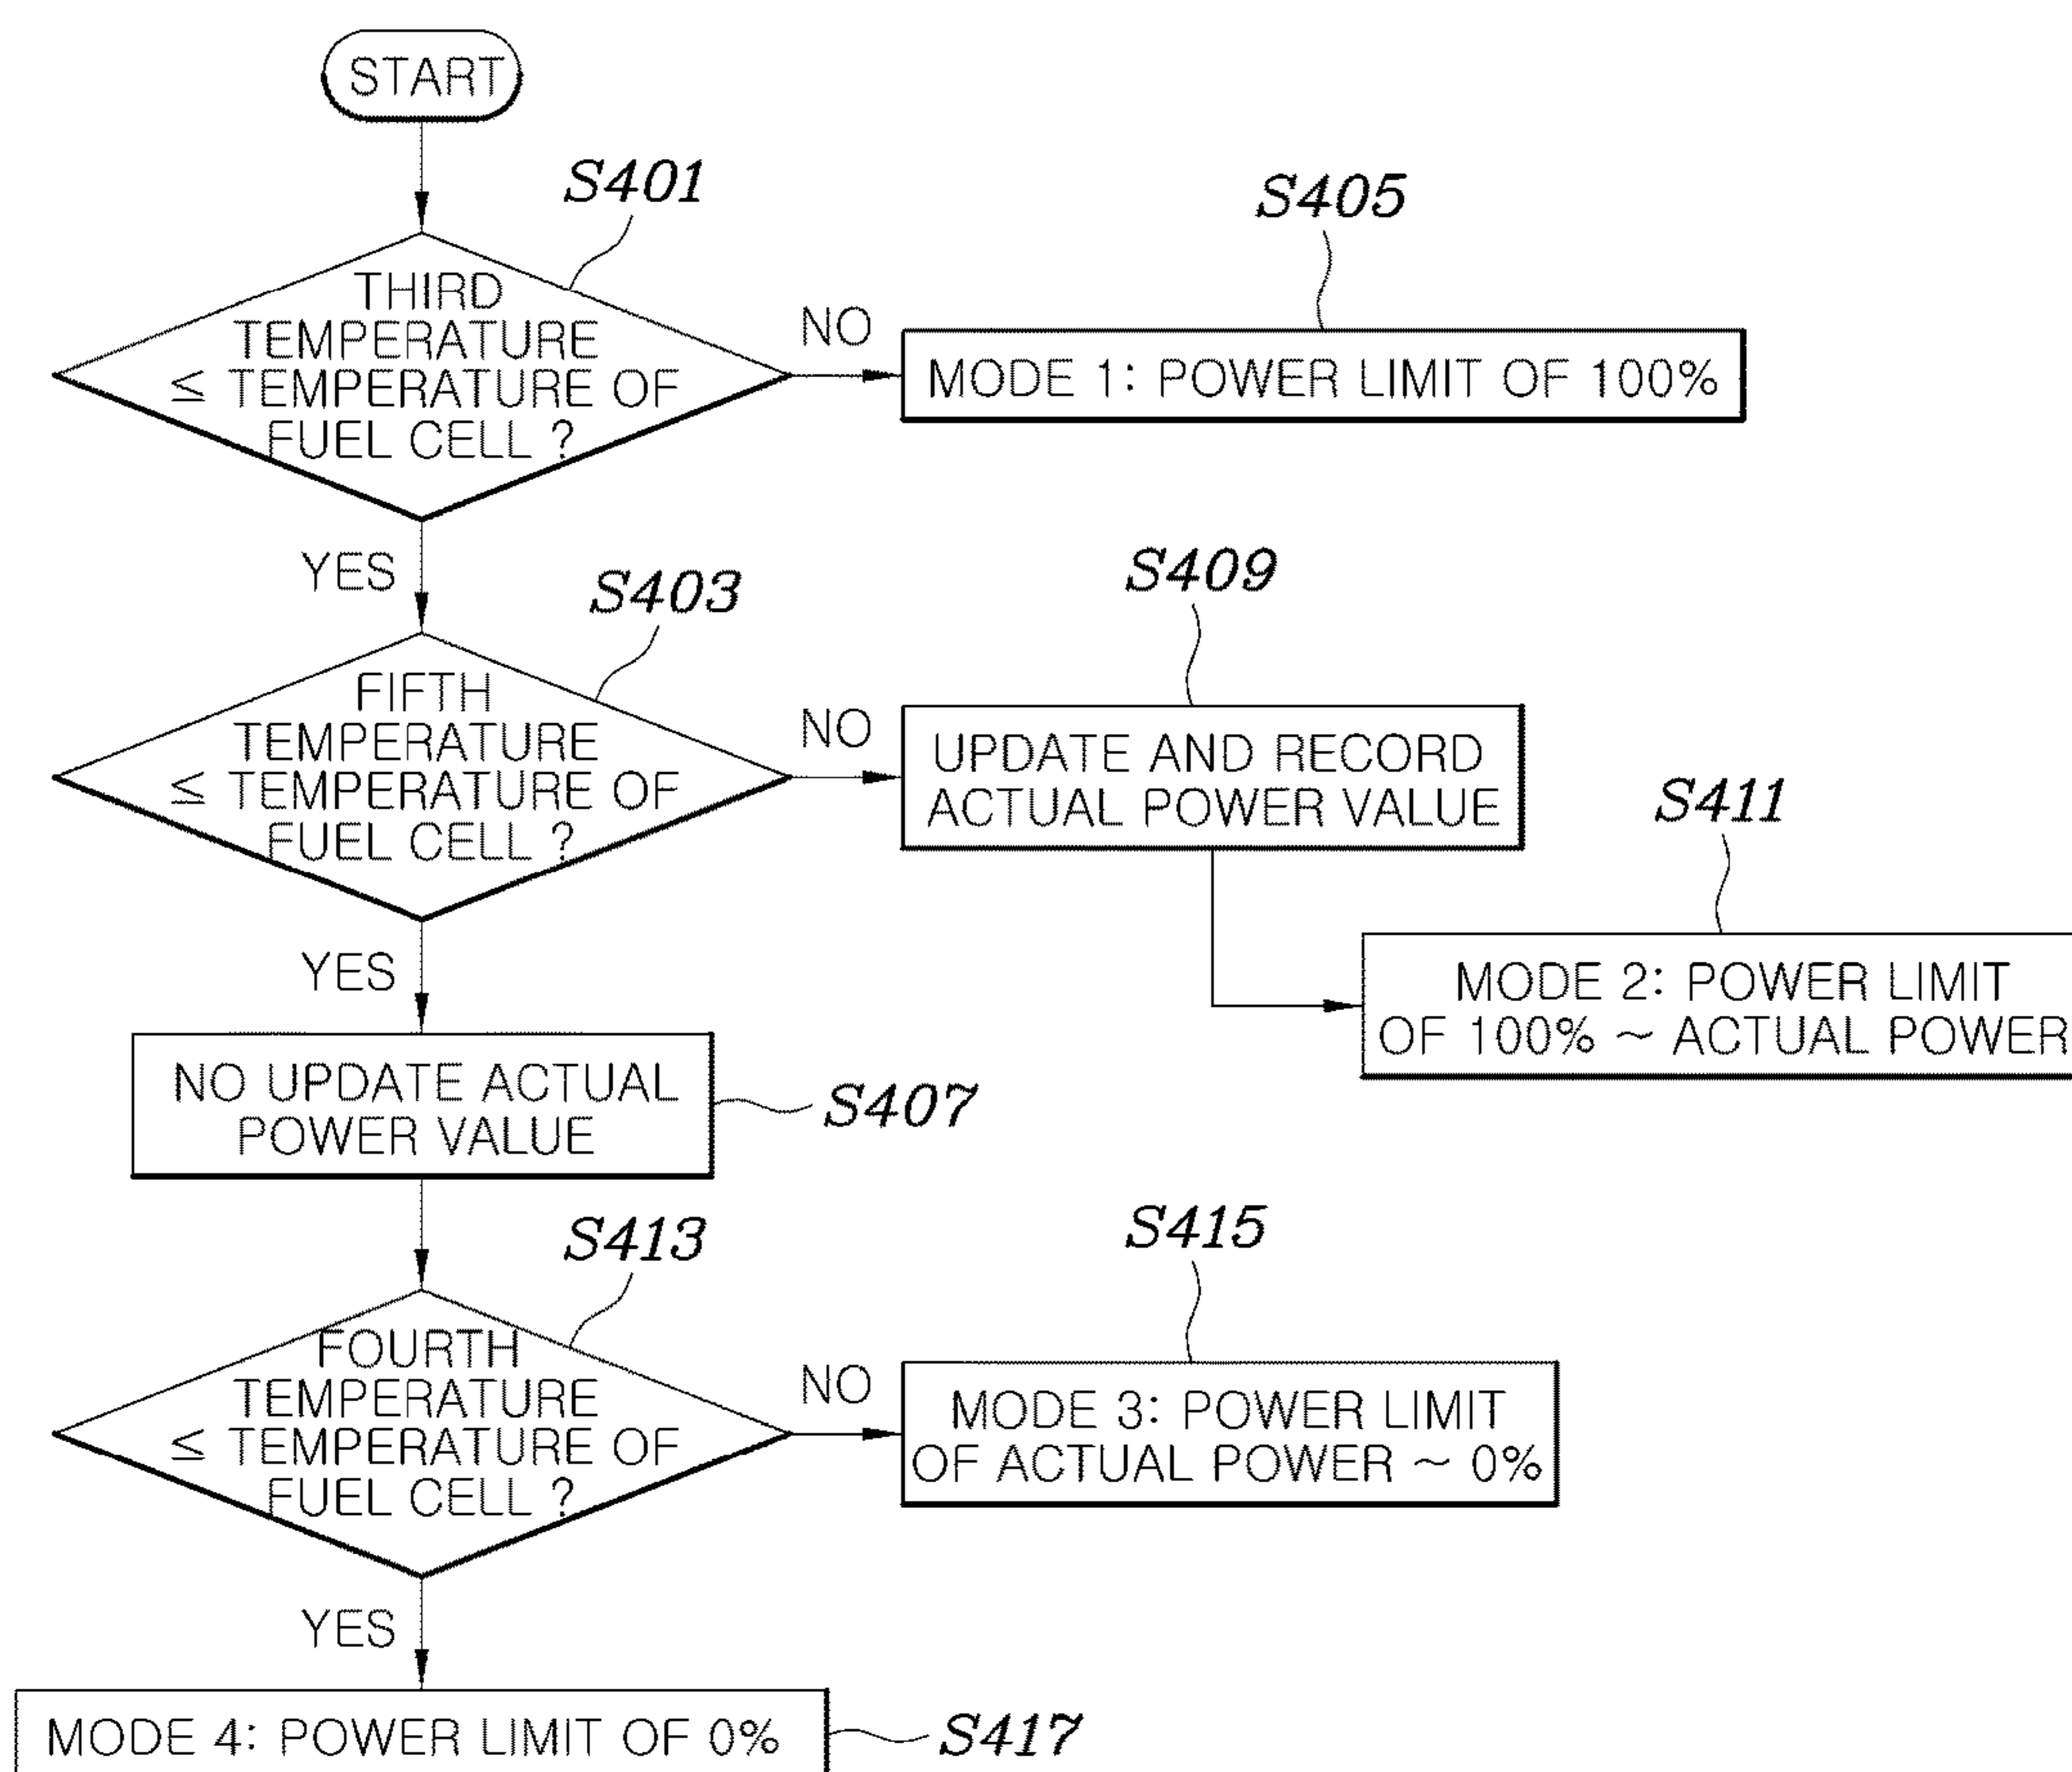 START
S401
THIRD
TEMPERATURE
≤ TEMPERATURE OF
FUEL CELL ?
NO
S405
MODE 1: POWER LIMIT OF 100%
YES
S403
FIFTH
TEMPERATURE
≤ TEMPERATURE OF
FUEL CELL ?
NO
S409
UPDATE AND RECORD
ACTUAL POWER VALUE
S411
MODE 2: POWER LIMIT
OF 100% ~ ACTUAL POWER
YES
NO UPDATE ACTUAL
POWER VALUE
S407
S413
FOURTH
TEMPERATURE
≤ TEMPERATURE OF
FUEL CELL ?
NO
S415
MODE 3: POWER LIMIT
OF ACTUAL POWER ~ 0%
YES
MODE 4: POWER LIMIT OF 0%
S417